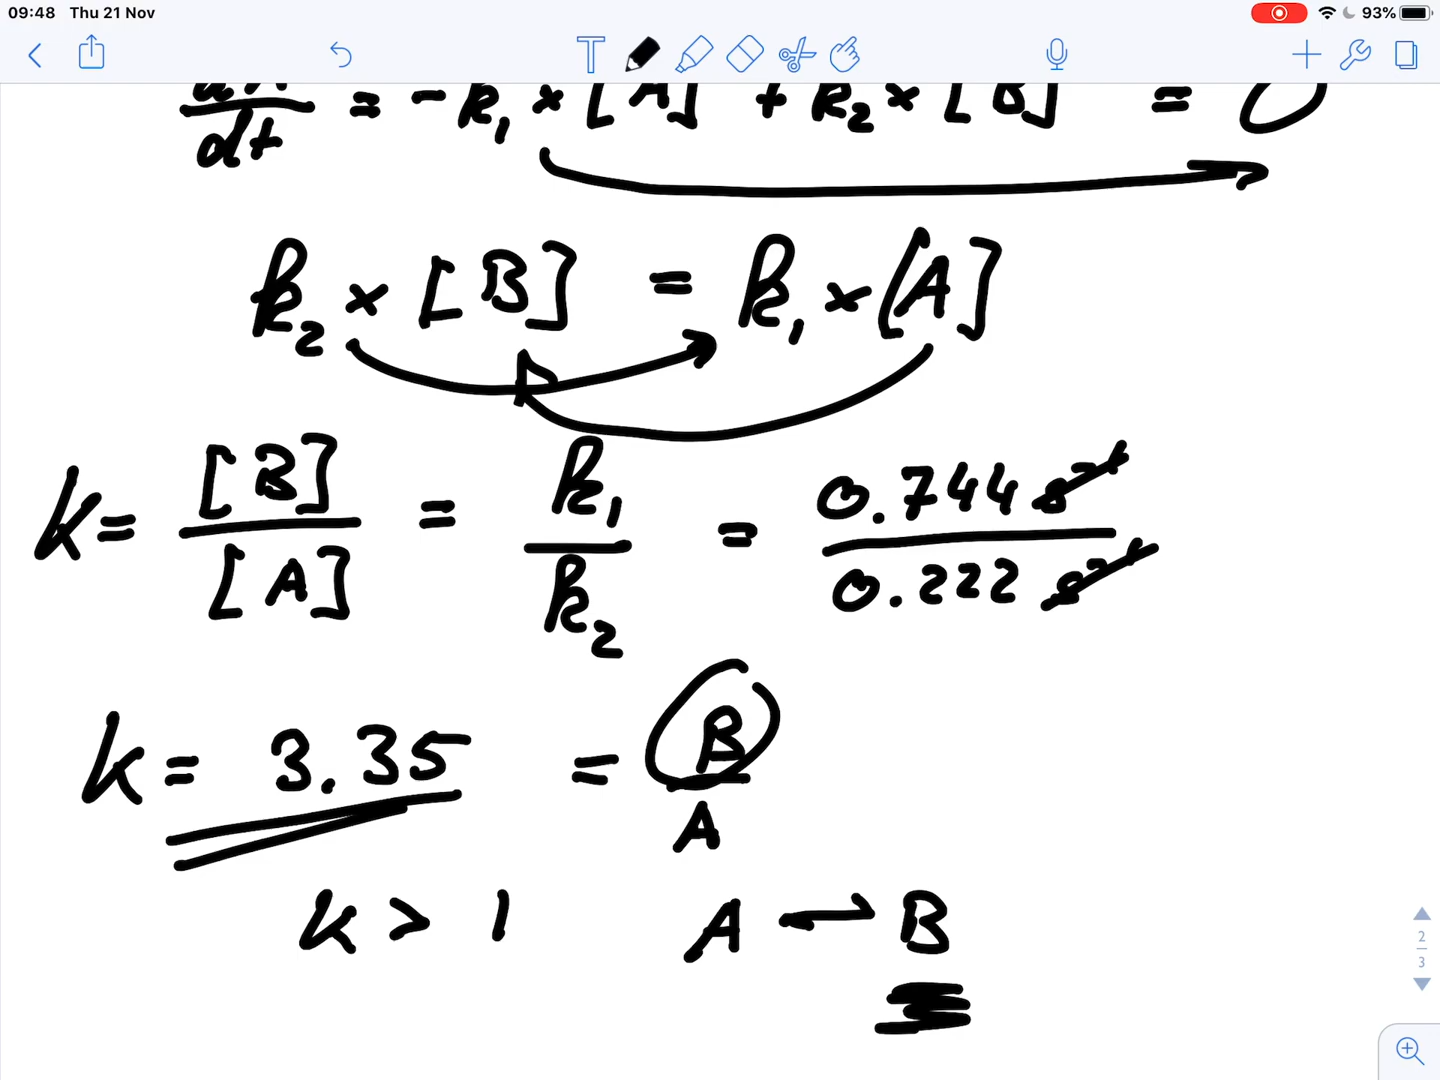 09:48 Thu 21 Nov 93%
T
dA/dt = - k₁ × [A] + k₂ × [B] = 0
k₂ × [B] = k₁ × [A]
K = [B]/[A] = k₁/k₂ = 0.744 s⁻¹/0.222 s⁻¹
K = 3.35 = B/A
K > 1 A ⇌ B
2
3